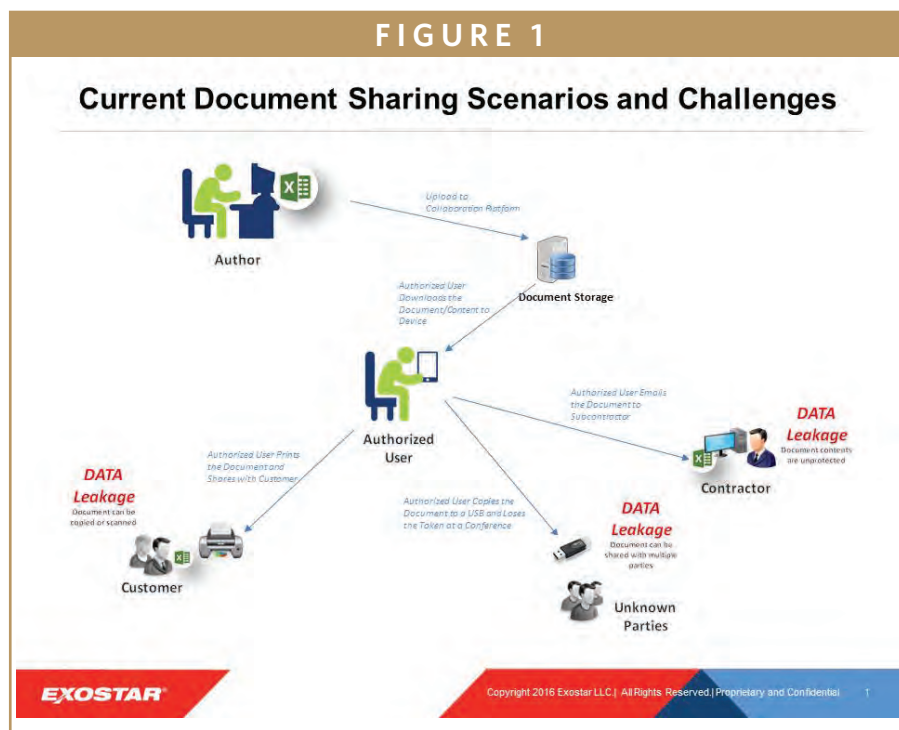 FIGURE 1
Current Document Sharing Scenarios and Challenges
Upload to
Collaboration Platform
Author
Document Storage
Authorized User
Downloads the
Document/Content to
Device
Authorized
User
Authorized User Emails
the Document to
Subcontractor
DATA
Leakage
Document contents
are unprotected
Contractor
Authorized User Prints
the Document and
Shares with Customer
DATA
Leakage
Document can be
copied or scanned
Customer
Authorized User Copies the
Document to a USB and Loses
the Token at a Conference
DATA
Leakage
Document can be
shared with multiple
parties
Unknown
Parties
EXOSTAR®
Copyright 2016 Exostar LLC.| All Rights Reserved.| Proprietary and Confidential 1